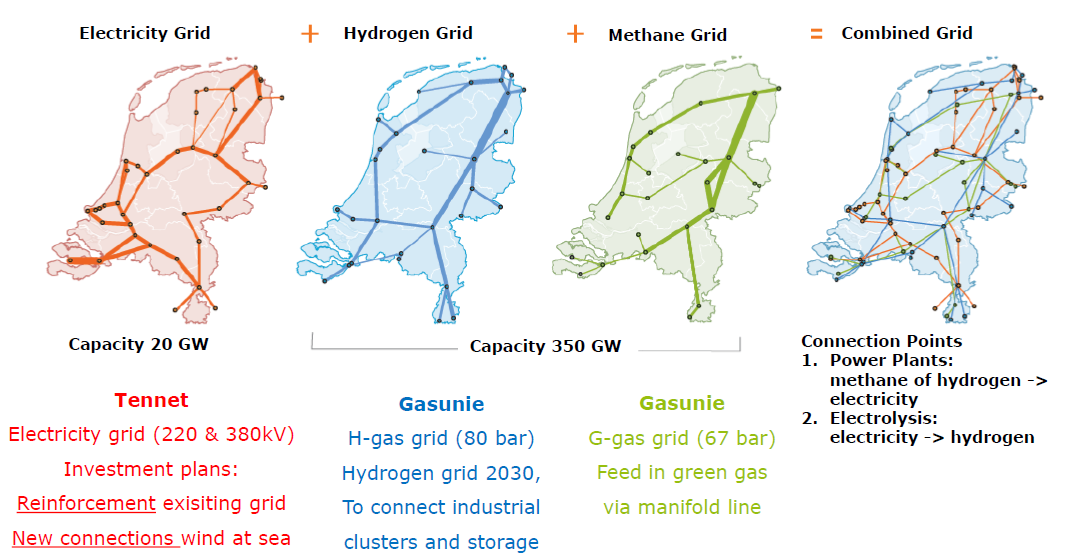 Electricity Grid + Hydrogen Grid + Methane Grid = Combined Grid
Capacity 20 GW
Capacity 350 GW
Connection Points
1. Power Plants:
methane of hydrogen ->
electricity
2. Electrolysis:
electricity -> hydrogen
Tennet
Electricity grid (220 & 380kV)
Investment plans:
Reinforcement exisiting grid
New connections wind at sea
Gasunie
H-gas grid (80 bar)
Hydrogen grid 2030,
To connect industrial
clusters and storage
Gasunie
G-gas grid (67 bar)
Feed in green gas
via manifold line